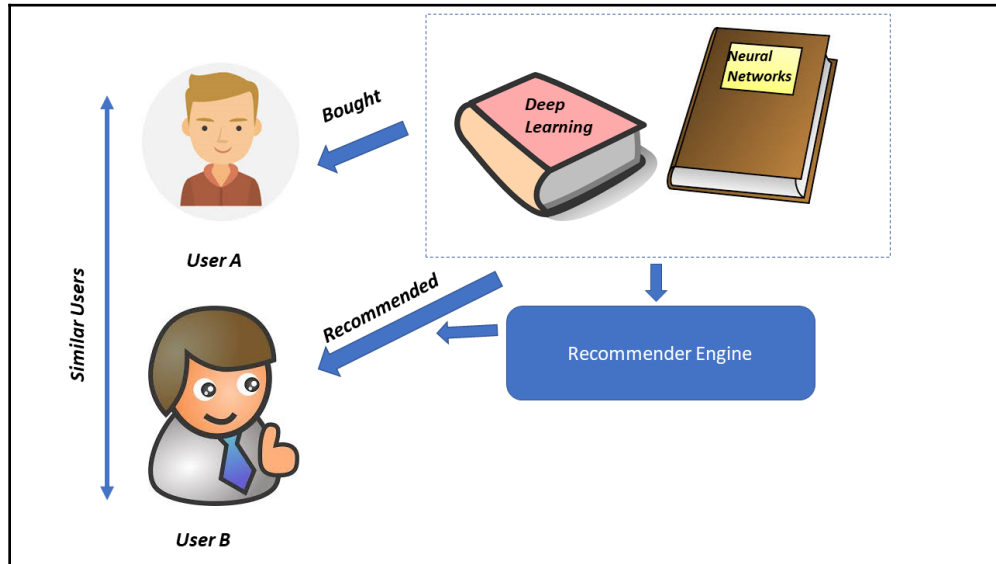 Neural
Networks
Deep
Learning
Bought
User A
Similar Users
Recommended
Recommender Engine
User B